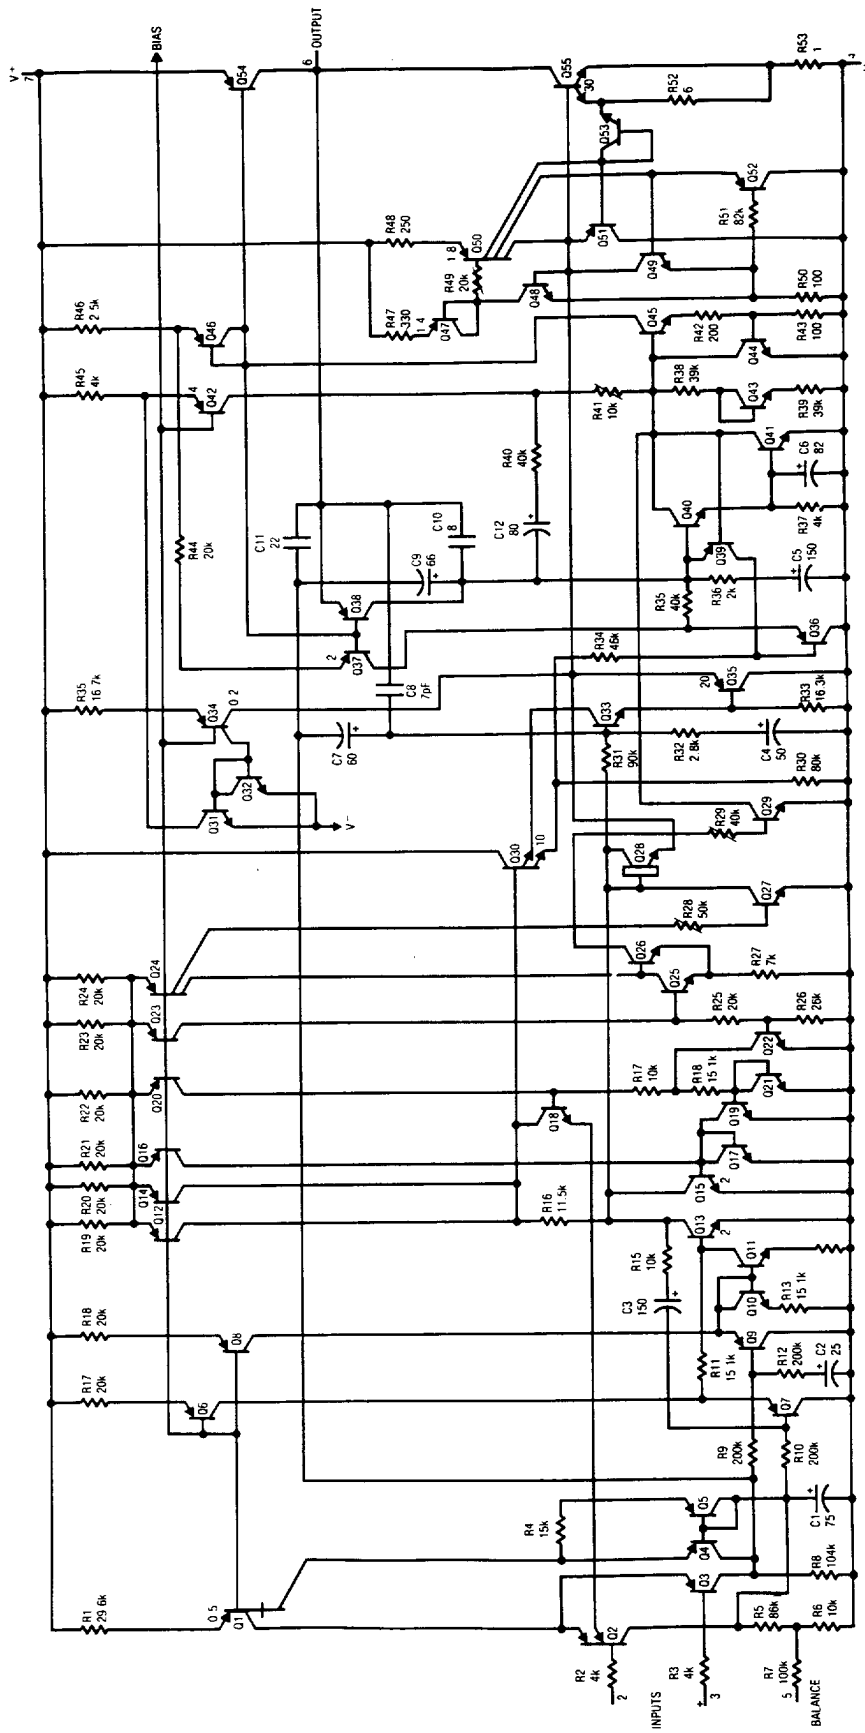 V+
7
R1
29.6k
R17
20k
R18
20k
R19
20k
R20
20k
R21
20k
R22
20k
R23
20k
R24
20k
R35
16.7k
R45
4k
R46
2.5k
R47
330
R48
250
BIAS
0.5
Q1
Q6
Q8
Q12
Q14
Q16
Q20
Q23
Q24
Q34
0.2
Q31
Q32
V-
4
Q42
Q46
Q54
R44
20k
2
Q37
Q38
C11
22
C7
60
C8
7pF
C9
66
C10
8
6
OUTPUT
1.4
Q47
1.8
Q50
R49
20k
Q48
Q30
10
C12
80
R40
40k
R2
4k
2
Q2
INPUTS
+
3
R3
4k
Q3
R4
15k
Q4
Q5
R9
200k
R10
200k
C3
150
R15
10k
R16
11.5k
Q18
R17
10k
Q25
Q26
R28
50k
Q28
R29
40k
R31
90k
Q33
R34
46k
R35
40k
Q39
Q40
R41
10k
Q45
Q49
Q51
Q53
Q55
30
R52
6
R53
1
BALANCE
5
R7
100k
R5
86k
R6
10k
R8
104k
C1
75
Q7
Q9
R11
15.1k
R12
200k
C2
25
Q10
Q11
R13
15.1k
Q13
2
Q15
2
Q17
Q19
R18
15.1k
Q21
Q22
R25
20k
R26
26k
R27
7k
Q27
Q29
R30
80k
R32
2.8k
C4
50
20
Q35
R33
16.3k
Q36
R36
2k
C5
150
R37
4k
C6
82
Q41
R38
39k
Q43
R39
39k
R42
200
Q44
R43
100
R50
100
R51
82k
Q52